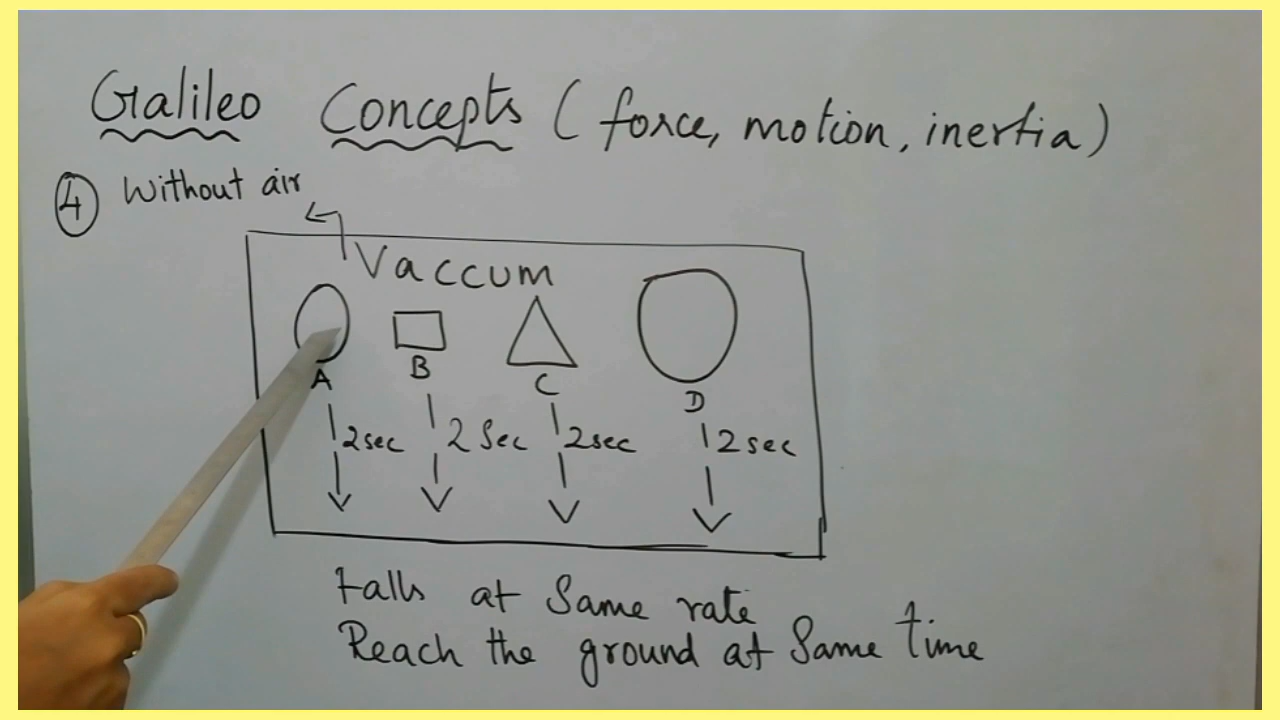 Galileo Concepts (force, motion, inertia)
4 Without air
Vaccum
A B C D
2sec 2 Sec 2sec 2sec
Falls at Same rate
Reach the ground at Same time